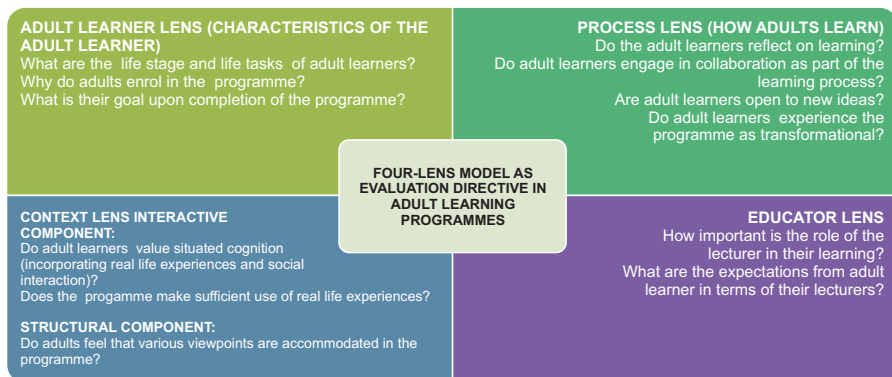 ADULT LEARNER LENS (CHARACTERISTICS OF THE
ADULT LEARNER)
What are the life stage and life tasks of adult learners?
Why do adults enrol in the programme?
What is their goal upon completion of the programme?
PROCESS LENS (HOW ADULTS LEARN)
Do the adult learners reflect on learning?
Do adult learners engage in collaboration as part of the
learning process?
Are adult learners open to new ideas?
Do adult learners experience the
programme as transformational?
FOUR-LENS MODEL AS
EVALUATION DIRECTIVE IN
ADULT LEARNING
PROGRAMMES
CONTEXT LENS INTERACTIVE
COMPONENT:
Do adult learners value situated cognition
(incorporating real life experiences and social
interaction)?
Does the progamme make sufficient use of real life experiences?
STRUCTURAL COMPONENT:
Do adults feel that various viewpoints are accommodated in the
programme?
EDUCATOR LENS
How important is the role of the
lecturer in their learning?
What are the expectations from adult
learner in terms of their lecturers?